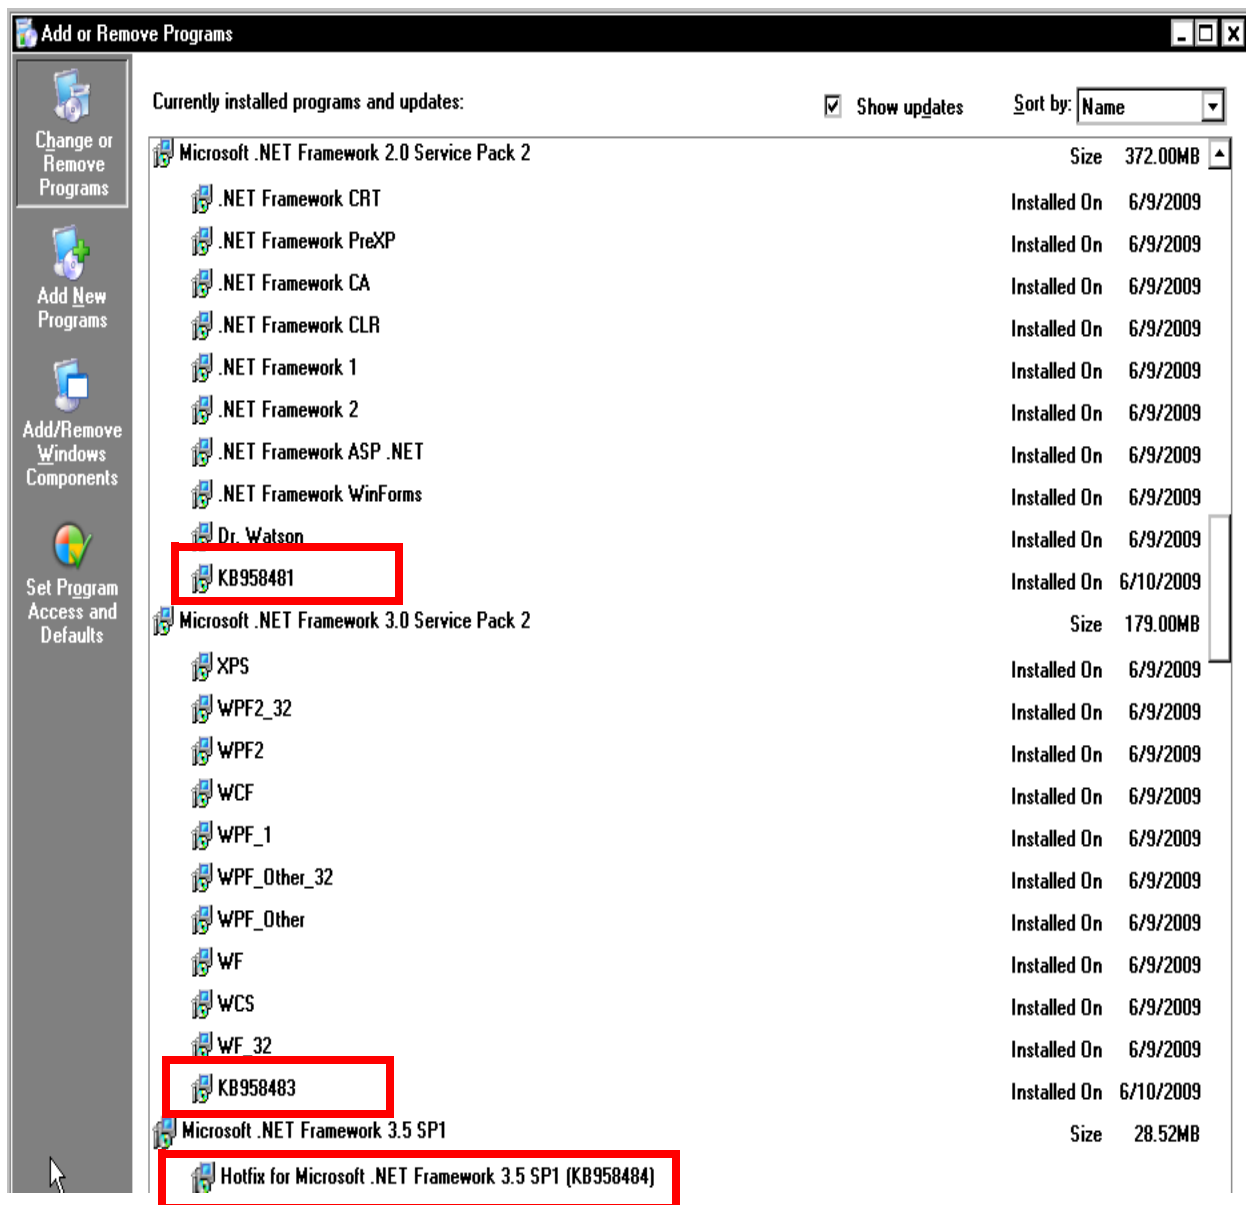 Add or Remove Programs
Change or
Remove
Programs
Add New
Programs
Add/Remove
Windows
Components
Set Program
Access and
Defaults
Currently installed programs and updates:
Show updates
Sort by: Name
Microsoft .NET Framework 2.0 Service Pack 2 Size 372.00MB
.NET Framework CRT Installed On 6/9/2009
.NET Framework PreXP Installed On 6/9/2009
.NET Framework CA Installed On 6/9/2009
.NET Framework CLR Installed On 6/9/2009
.NET Framework 1 Installed On 6/9/2009
.NET Framework 2 Installed On 6/9/2009
.NET Framework ASP .NET Installed On 6/9/2009
.NET Framework WinForms Installed On 6/9/2009
Dr. Watson Installed On 6/9/2009
KB958481 Installed On 6/10/2009
Microsoft .NET Framework 3.0 Service Pack 2 Size 179.00MB
XPS Installed On 6/9/2009
WPF2_32 Installed On 6/9/2009
WPF2 Installed On 6/9/2009
WCF Installed On 6/9/2009
WPF_1 Installed On 6/9/2009
WPF_Other_32 Installed On 6/9/2009
WPF_Other Installed On 6/9/2009
WF Installed On 6/9/2009
WCS Installed On 6/9/2009
WF_32 Installed On 6/9/2009
KB958483 Installed On 6/10/2009
Microsoft .NET Framework 3.5 SP1 Size 28.52MB
Hotfix for Microsoft .NET Framework 3.5 SP1 (KB958484)